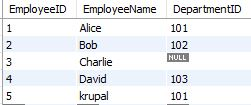 EmployeeID EmployeeName DepartmentID
1 Alice 101
2 Bob 102
3 Charlie NULL
4 David 103
5 krupal 101